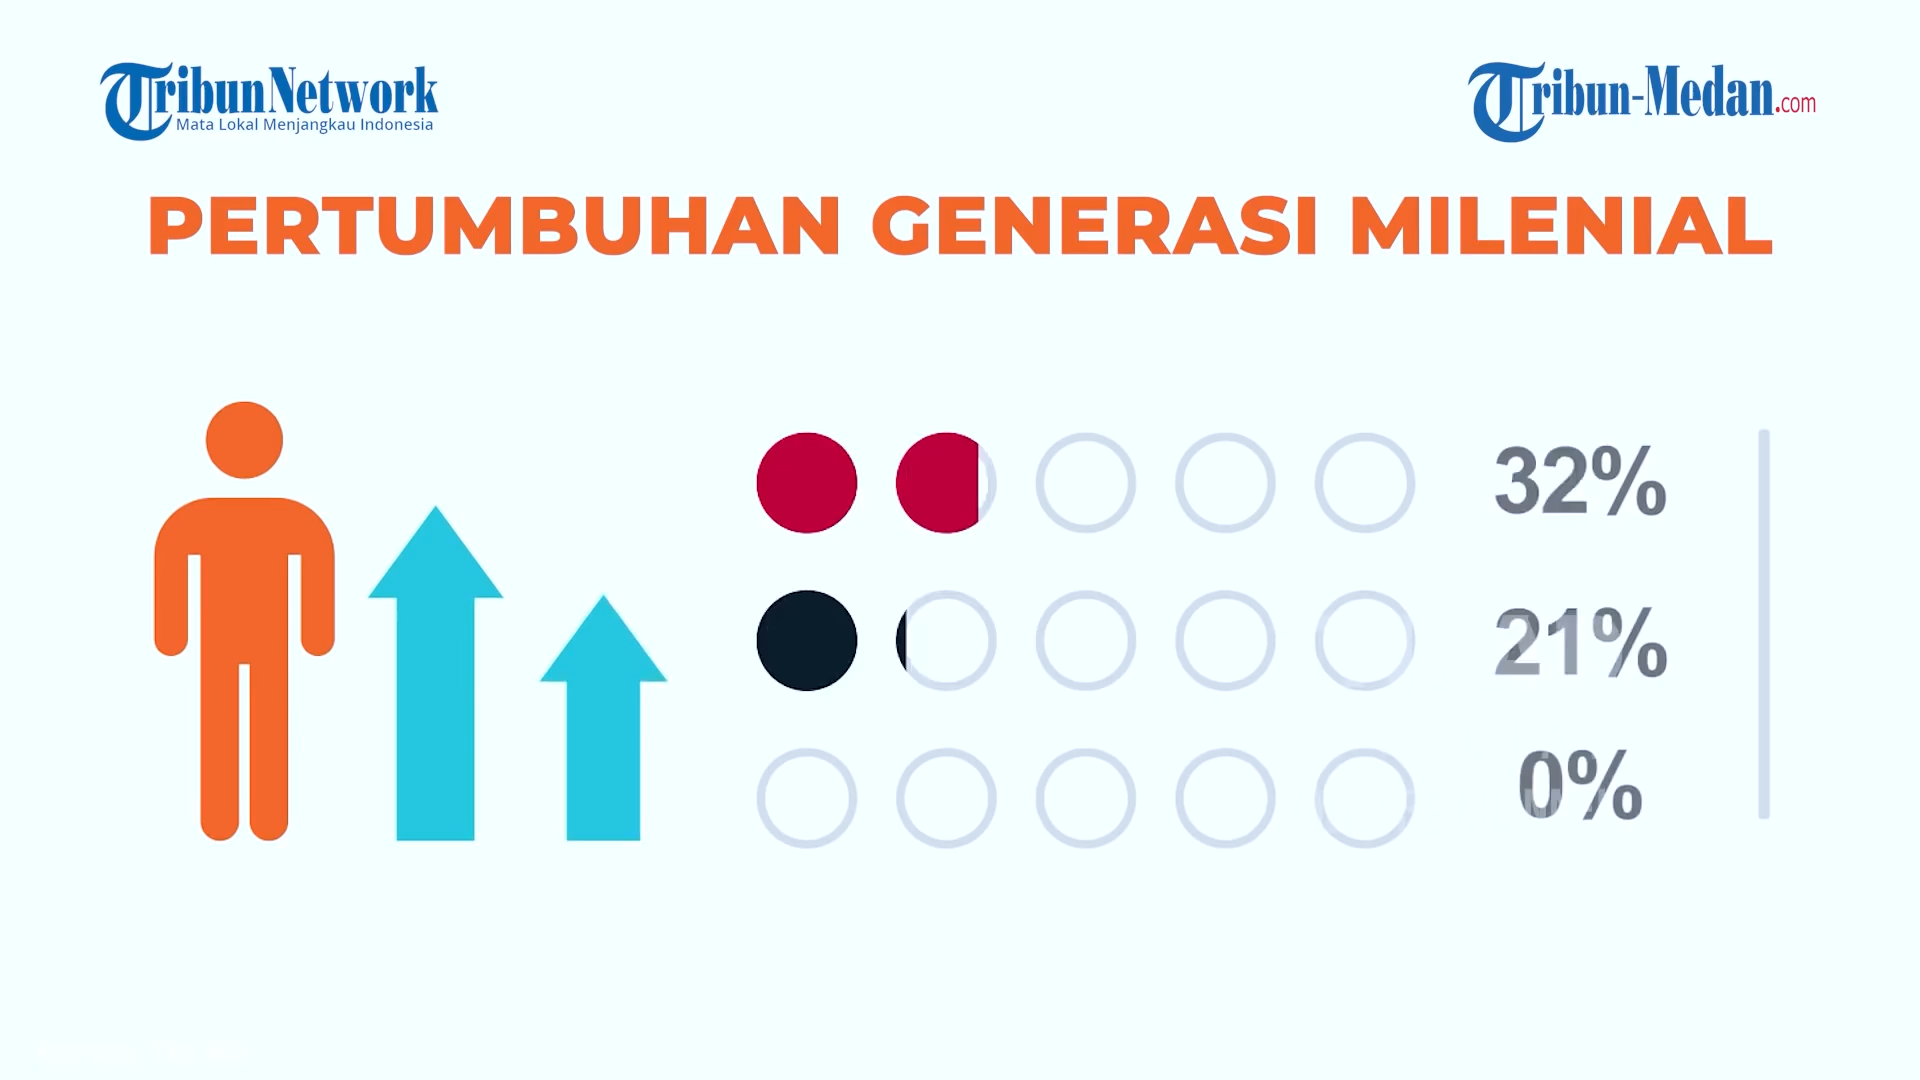 TribunNetwork
Mata Lokal Menjangkau Indonesia
Tribun-Medan.com
PERTUMBUHAN GENERASI MILENIAL
32%
21%
0%